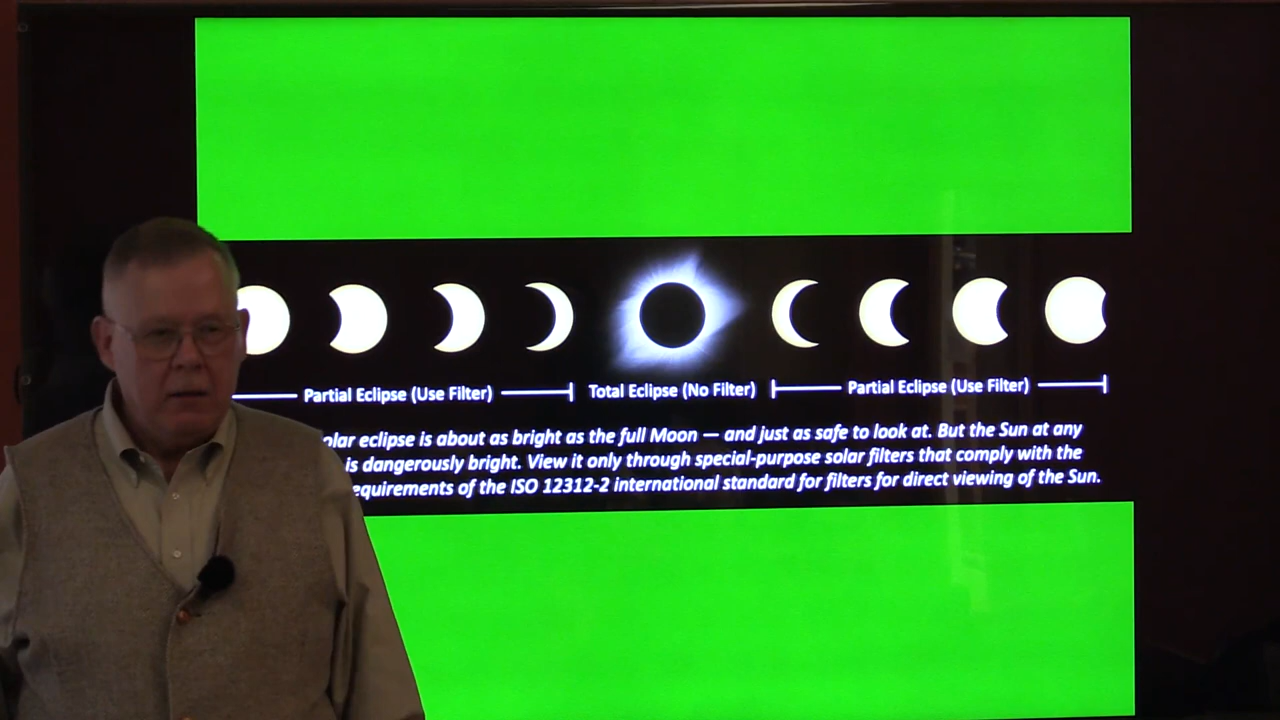 Partial Eclipse (Use Filter) Total Eclipse (No Filter) Partial Eclipse (Use Filter)
eclipse is about as bright as the full Moon — and just as safe to look at. But the Sun at any
is dangerously bright. View it only through special-purpose solar filters that comply with the
of the ISO 12312-2 international standard for filters for direct viewing of the Sun.